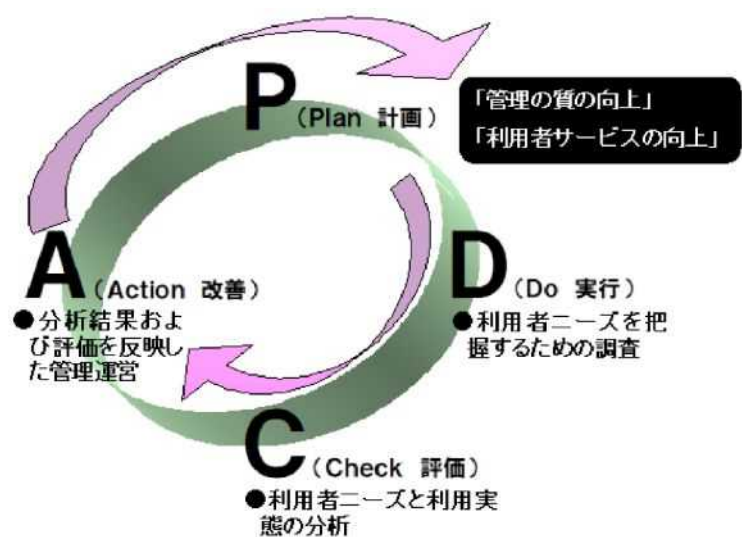 P(Plan 計画)
「管理の質の向上」
「利用者サービスの向上」
A(Action 改善)
●分析結果およ
び評価を反映し
た管理運営
D(Do 実行)
●利用者ニーズを把
握するための調査
C(Check 評価)
●利用者ニーズと利用実
態の分析